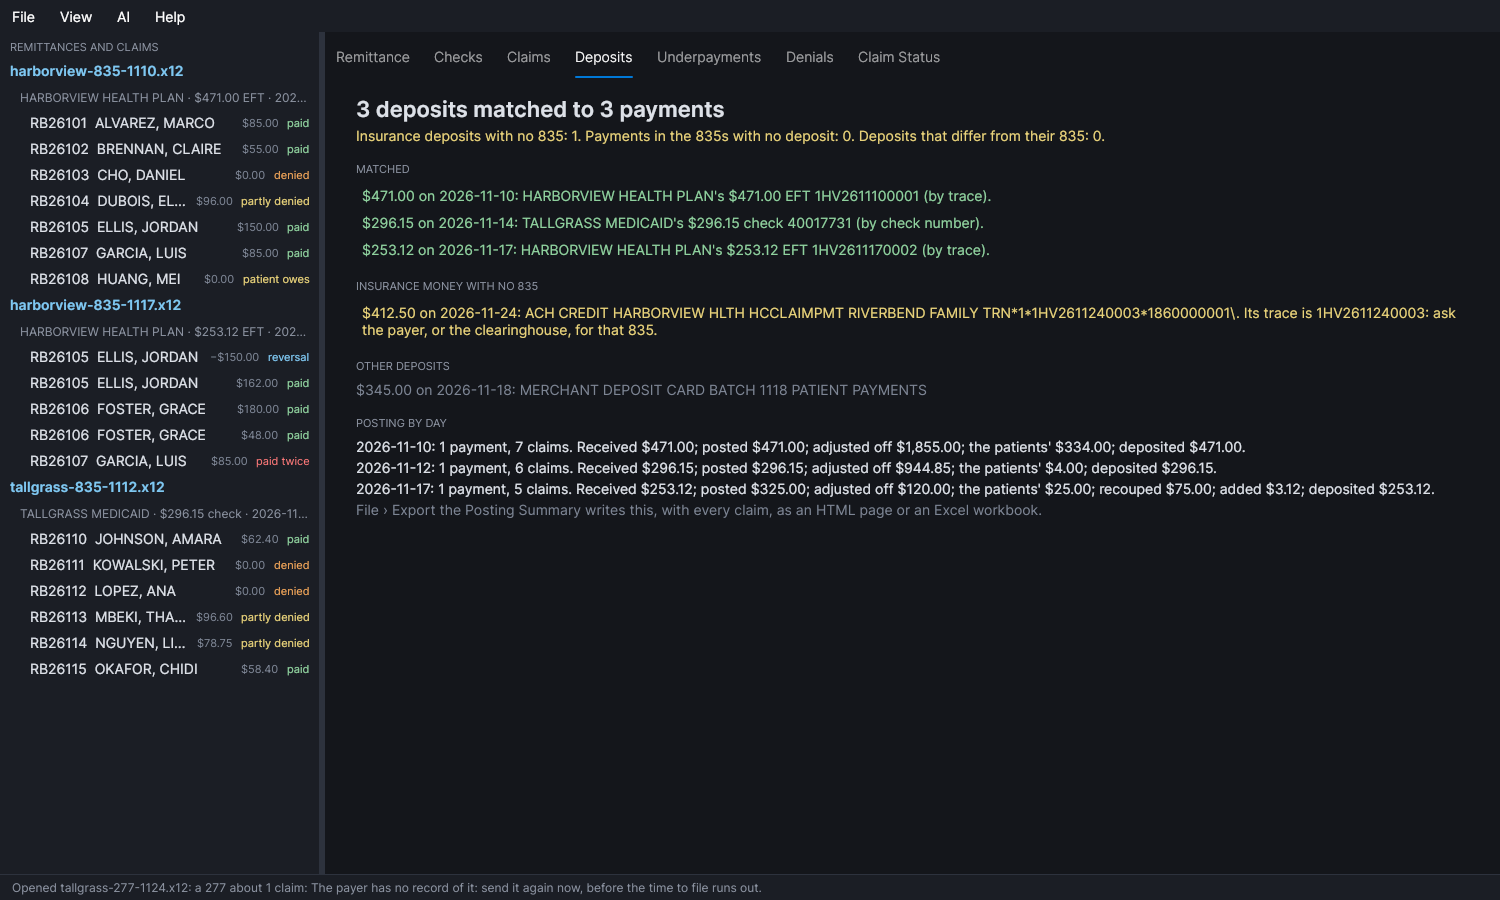 File View AI Help
REMITTANCES AND CLAIMS
harborview-835-1110.x12
HARBORVIEW HEALTH PLAN · $471.00 EFT · 202...
RB26101 ALVAREZ, MARCO $85.00 paid
RB26102 BRENNAN, CLAIRE $55.00 paid
RB26103 CHO, DANIEL $0.00 denied
RB26104 DUBOIS, EL... $96.00 partly denied
RB26105 ELLIS, JORDAN $150.00 paid
RB26107 GARCIA, LUIS $85.00 paid
RB26108 HUANG, MEI $0.00 patient owes
harborview-835-1117.x12
HARBORVIEW HEALTH PLAN · $253.12 EFT · 202...
RB26105 ELLIS, JORDAN −$150.00 reversal
RB26105 ELLIS, JORDAN $162.00 paid
RB26106 FOSTER, GRACE $180.00 paid
RB26106 FOSTER, GRACE $48.00 paid
RB26107 GARCIA, LUIS $85.00 paid twice
tallgrass-835-1112.x12
TALLGRASS MEDICAID · $296.15 check · 2026-11...
RB26110 JOHNSON, AMARA $62.40 paid
RB26111 KOWALSKI, PETER $0.00 denied
RB26112 LOPEZ, ANA $0.00 denied
RB26113 MBEKI, THA... $96.60 partly denied
RB26114 NGUYEN, LI... $78.75 partly denied
RB26115 OKAFOR, CHIDI $58.40 paid
Remittance Checks Claims Deposits Underpayments Denials Claim Status
3 deposits matched to 3 payments
Insurance deposits with no 835: 1. Payments in the 835s with no deposit: 0. Deposits that differ from their 835: 0.
MATCHED
$471.00 on 2026-11-10: HARBORVIEW HEALTH PLAN's $471.00 EFT 1HV2611100001 (by trace).
$296.15 on 2026-11-14: TALLGRASS MEDICAID's $296.15 check 40017731 (by check number).
$253.12 on 2026-11-17: HARBORVIEW HEALTH PLAN's $253.12 EFT 1HV2611170002 (by trace).
INSURANCE MONEY WITH NO 835
$412.50 on 2026-11-24: ACH CREDIT HARBORVIEW HLTH HCCLAIMPMT RIVERBEND FAMILY TRN*1*1HV2611240003*1860000001\. Its trace is 1HV2611240003: ask
the payer, or the clearinghouse, for that 835.
OTHER DEPOSITS
$345.00 on 2026-11-18: MERCHANT DEPOSIT CARD BATCH 1118 PATIENT PAYMENTS
POSTING BY DAY
2026-11-10: 1 payment, 7 claims. Received $471.00; posted $471.00; adjusted off $1,855.00; the patients' $334.00; deposited $471.00.
2026-11-12: 1 payment, 6 claims. Received $296.15; posted $296.15; adjusted off $944.85; the patients' $4.00; deposited $296.15.
2026-11-17: 1 payment, 5 claims. Received $253.12; posted $325.00; adjusted off $120.00; the patients' $25.00; recouped $75.00; added $3.12; deposited $253.12.
File › Export the Posting Summary writes this, with every claim, as an HTML page or an Excel workbook.
Opened tallgrass-277-1124.x12: a 277 about 1 claim: The payer has no record of it: send it again now, before the time to file runs out.